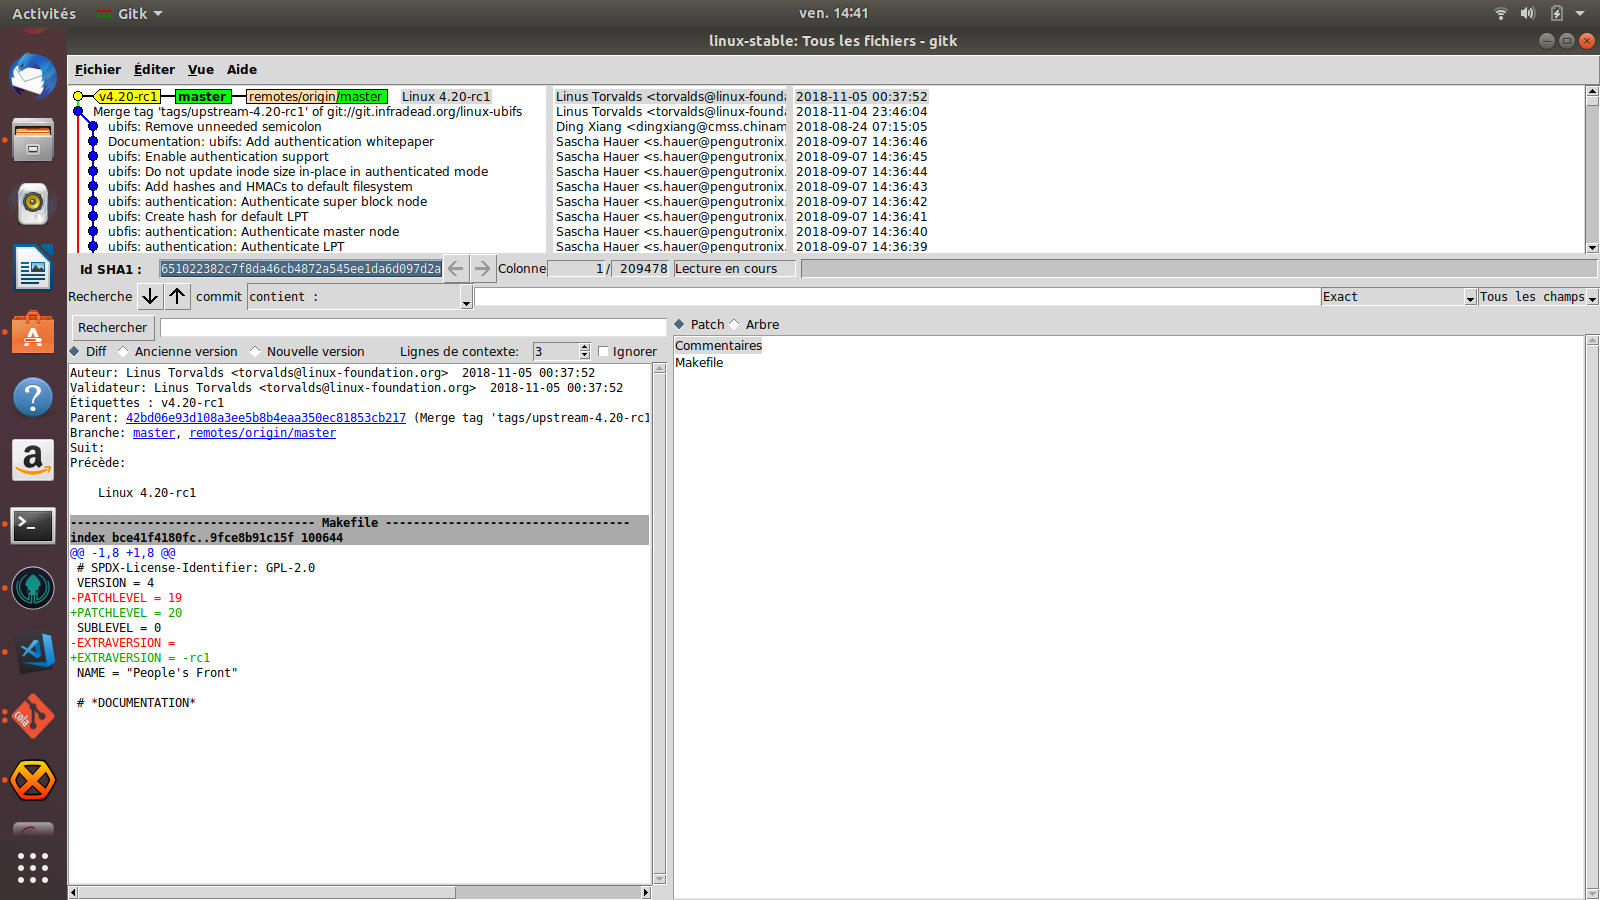 Activités Gitk ven. 14:41
linux-stable: Tous les fichiers - gitk
Fichier Éditer Vue Aide
v4.20-rc1 master remotes/origin/master Linux 4.20-rc1 Linus Torvalds <torvalds@linux-founda 2018-11-05 00:37:52
Merge tag 'tags/upstream-4.20-rc1' of git://git.infradead.org/linux-ubifs Linus Torvalds <torvalds@linux-founda 2018-11-04 23:46:04
ubifs: Remove unneeded semicolon Ding Xiang <dingxiang@cmss.chinam 2018-08-24 07:15:05
Documentation: ubifs: Add authentication whitepaper Sascha Hauer <s.hauer@pengutronix. 2018-09-07 14:36:46
ubifs: Enable authentication support Sascha Hauer <s.hauer@pengutronix. 2018-09-07 14:36:45
ubifs: Do not update inode size in-place in authenticated mode Sascha Hauer <s.hauer@pengutronix. 2018-09-07 14:36:44
ubifs: Add hashes and HMACs to default filesystem Sascha Hauer <s.hauer@pengutronix. 2018-09-07 14:36:43
ubifs: authentication: Authenticate super block node Sascha Hauer <s.hauer@pengutronix. 2018-09-07 14:36:42
ubifs: Create hash for default LPT Sascha Hauer <s.hauer@pengutronix. 2018-09-07 14:36:41
ubfis: authentication: Authenticate master node Sascha Hauer <s.hauer@pengutronix. 2018-09-07 14:36:40
ubifs: authentication: Authenticate LPT Sascha Hauer <s.hauer@pengutronix. 2018-09-07 14:36:39
Id SHA1 : 651022382c7f8da46cb4872a545ee1da6d097d2a Colonne 1 / 209478 Lecture en cours
Recherche commit contient : Exact Tous les champs
Rechercher Patch Arbre
Diff Ancienne version Nouvelle version Lignes de contexte: 3 Ignorer
Commentaires
Makefile
Auteur: Linus Torvalds <torvalds@linux-foundation.org> 2018-11-05 00:37:52
Validateur: Linus Torvalds <torvalds@linux-foundation.org> 2018-11-05 00:37:52
Étiquettes : v4.20-rc1
Parent: 42bd06e93d108a3ee5b8b4eaa350ec81853cb217 (Merge tag 'tags/upstream-4.20-rc1
Branche: master, remotes/origin/master
Suit:
Précède:
Linux 4.20-rc1
----------------------------------- Makefile -----------------------------------
index bce41f4180fc..9fce8b91c15f 100644
@@ -1,8 +1,8 @@
# SPDX-License-Identifier: GPL-2.0
VERSION = 4
-PATCHLEVEL = 19
+PATCHLEVEL = 20
SUBLEVEL = 0
-EXTRAVERSION =
+EXTRAVERSION = -rc1
NAME = "People's Front"
# *DOCUMENTATION*